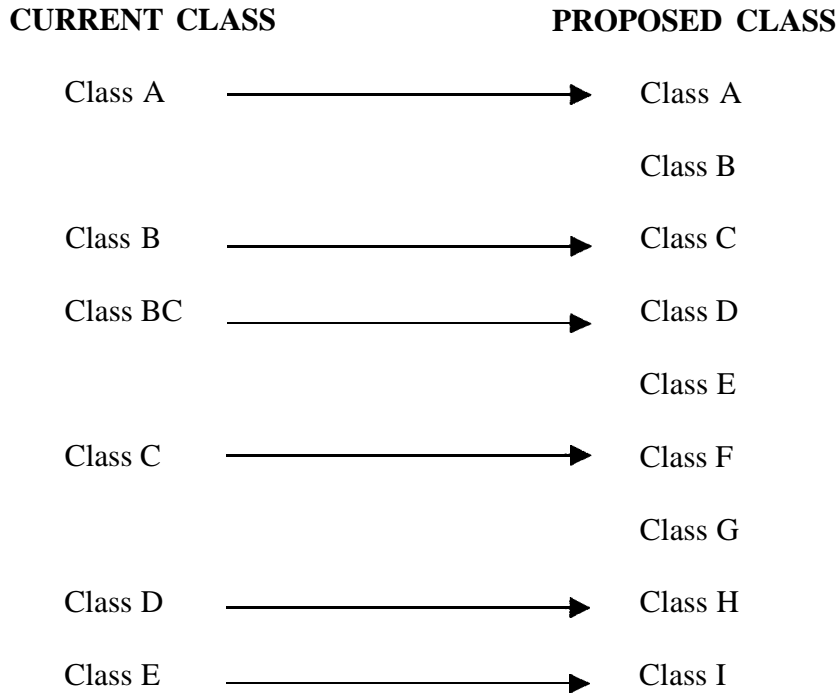 CURRENT CLASS PROPOSED CLASS
Class A Class A
Class B
Class B Class C
Class BC Class D
Class E
Class C Class F
Class G
Class D Class H
Class E Class I